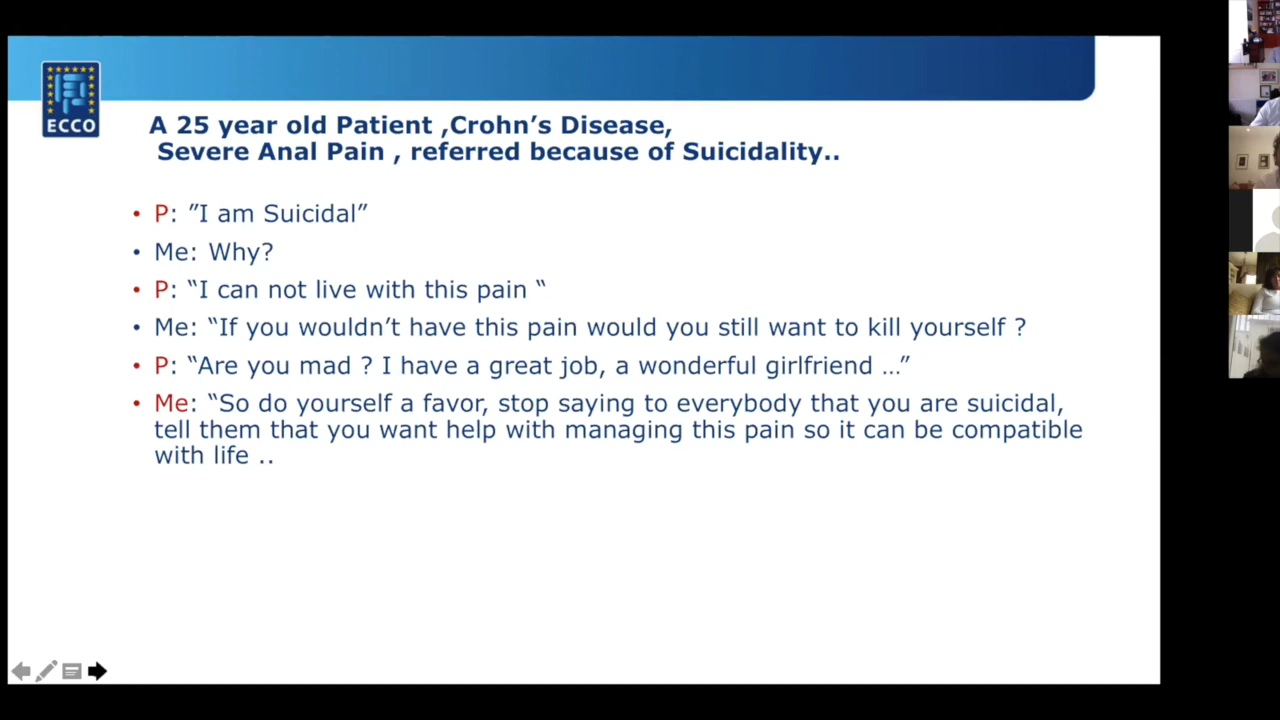 ECCO
A 25 year old Patient ,Crohn’s Disease,
Severe Anal Pain , referred because of Suicidality..
• P: ”I am Suicidal”
• Me: Why?
• P: “I can not live with this pain “
• Me: “If you wouldn’t have this pain would you still want to kill yourself ?
• P: “Are you mad ? I have a great job, a wonderful girlfriend …”
• Me: “So do yourself a favor, stop saying to everybody that you are suicidal,
tell them that you want help with managing this pain so it can be compatible
with life ..